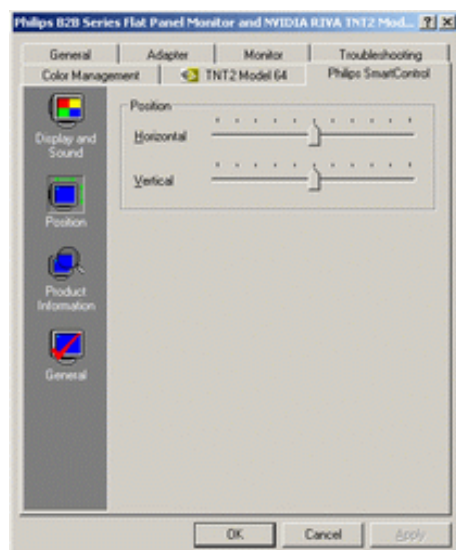 Philips B2B Series Flat Panel Monitor and NVIDIA RIVA TNT2 Mod...
General Adapter Monitor Troubleshooting
Color Management TNT2 Model 64 Philips SmartControl
Display and
Sound
Position
Product
Information
General
Position
Horizontal
Vertical
OK Cancel Apply